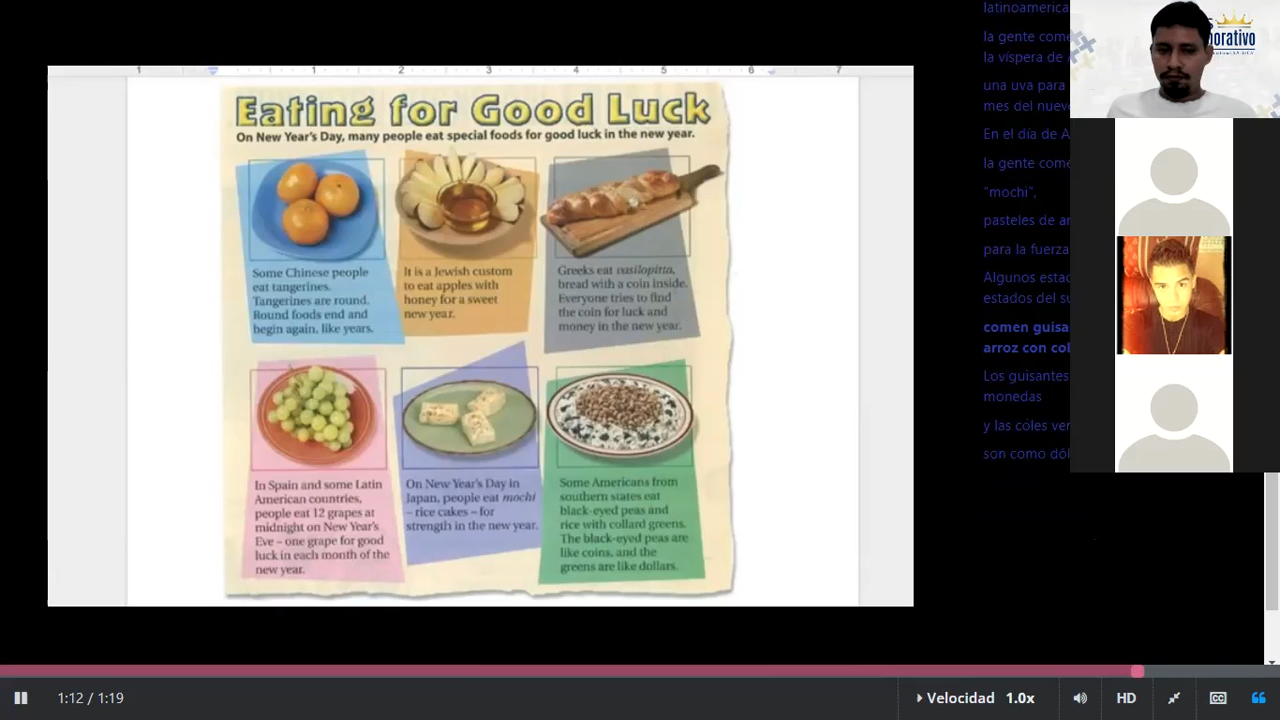 1 1 2 3 4 5 6 7
Eating for Good Luck
On New Year's Day, many people eat special foods for good luck in the new year.
Some Chinese people
eat tangerines.
Tangerines are round.
Round foods end and
begin again, like years.
It is a Jewish custom
to eat apples with
honey for a sweet
new year.
Greeks eat vasilopitta,
bread with a coin inside.
Everyone tries to find
the coin for luck and
money in the new year.
In Spain and some Latin
American countries,
people eat 12 grapes at
midnight on New Year's
Eve – one grape for good
luck in each month of the
new year.
On New Year's Day in
Japan, people eat mochi
– rice cakes – for
strength in the new year.
Some Americans from
southern states eat
black-eyed peas and
rice with collard greens.
The black-eyed peas are
like coins, and the
greens are like dollars.
latinoamerica
la gente come
la víspera de
una uva para
mes del nuev
En el día de A
la gente come
“mochi”,
pasteles de ar
para la fuerza
Algunos estad
estados del su
comen guisa
arroz con col
Los guisantes
monedas
y las coles ver
son como dól
orativo
1:12 / 1:19
Velocidad 1.0x
HD
CC